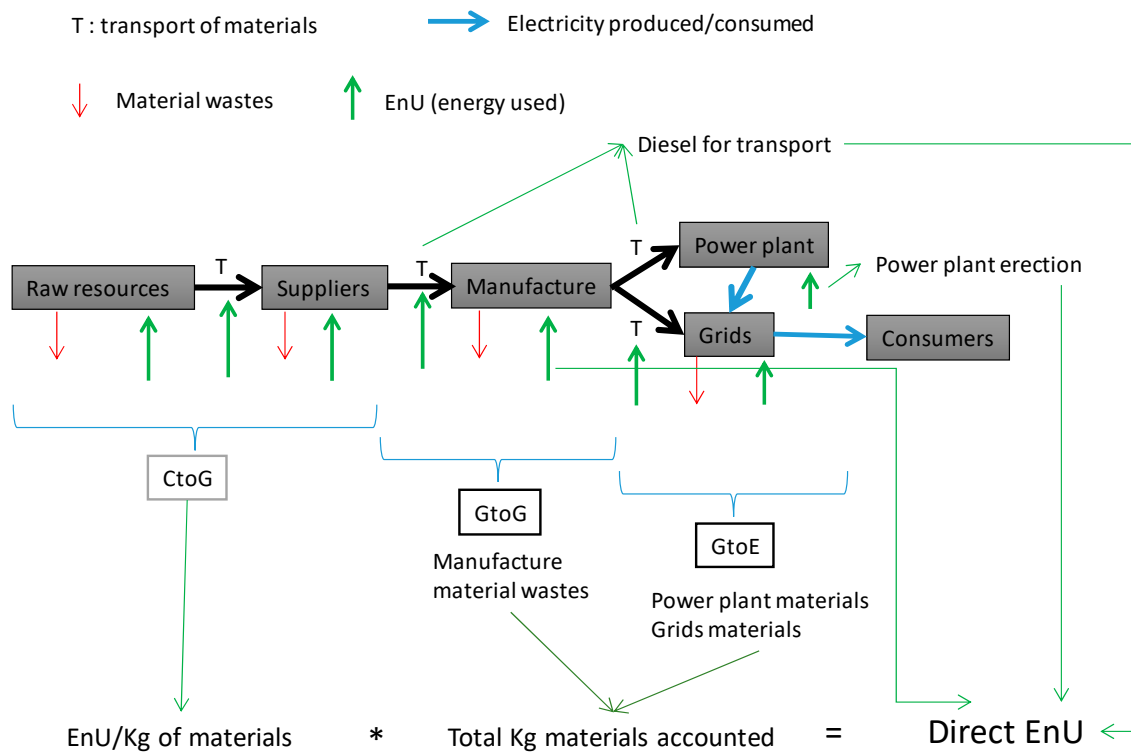 T : transport of materials
Electricity produced/consumed
Material wastes
EnU (energy used)
Diesel for transport
T
T
T
Power plant
Power plant erection
Raw resources
Suppliers
Manufacture
T
Grids
Consumers
CtoG
GtoG
GtoE
Manufacture
material wastes
Power plant materials
Grids materials
EnU/Kg of materials * Total Kg materials accounted = Direct EnU